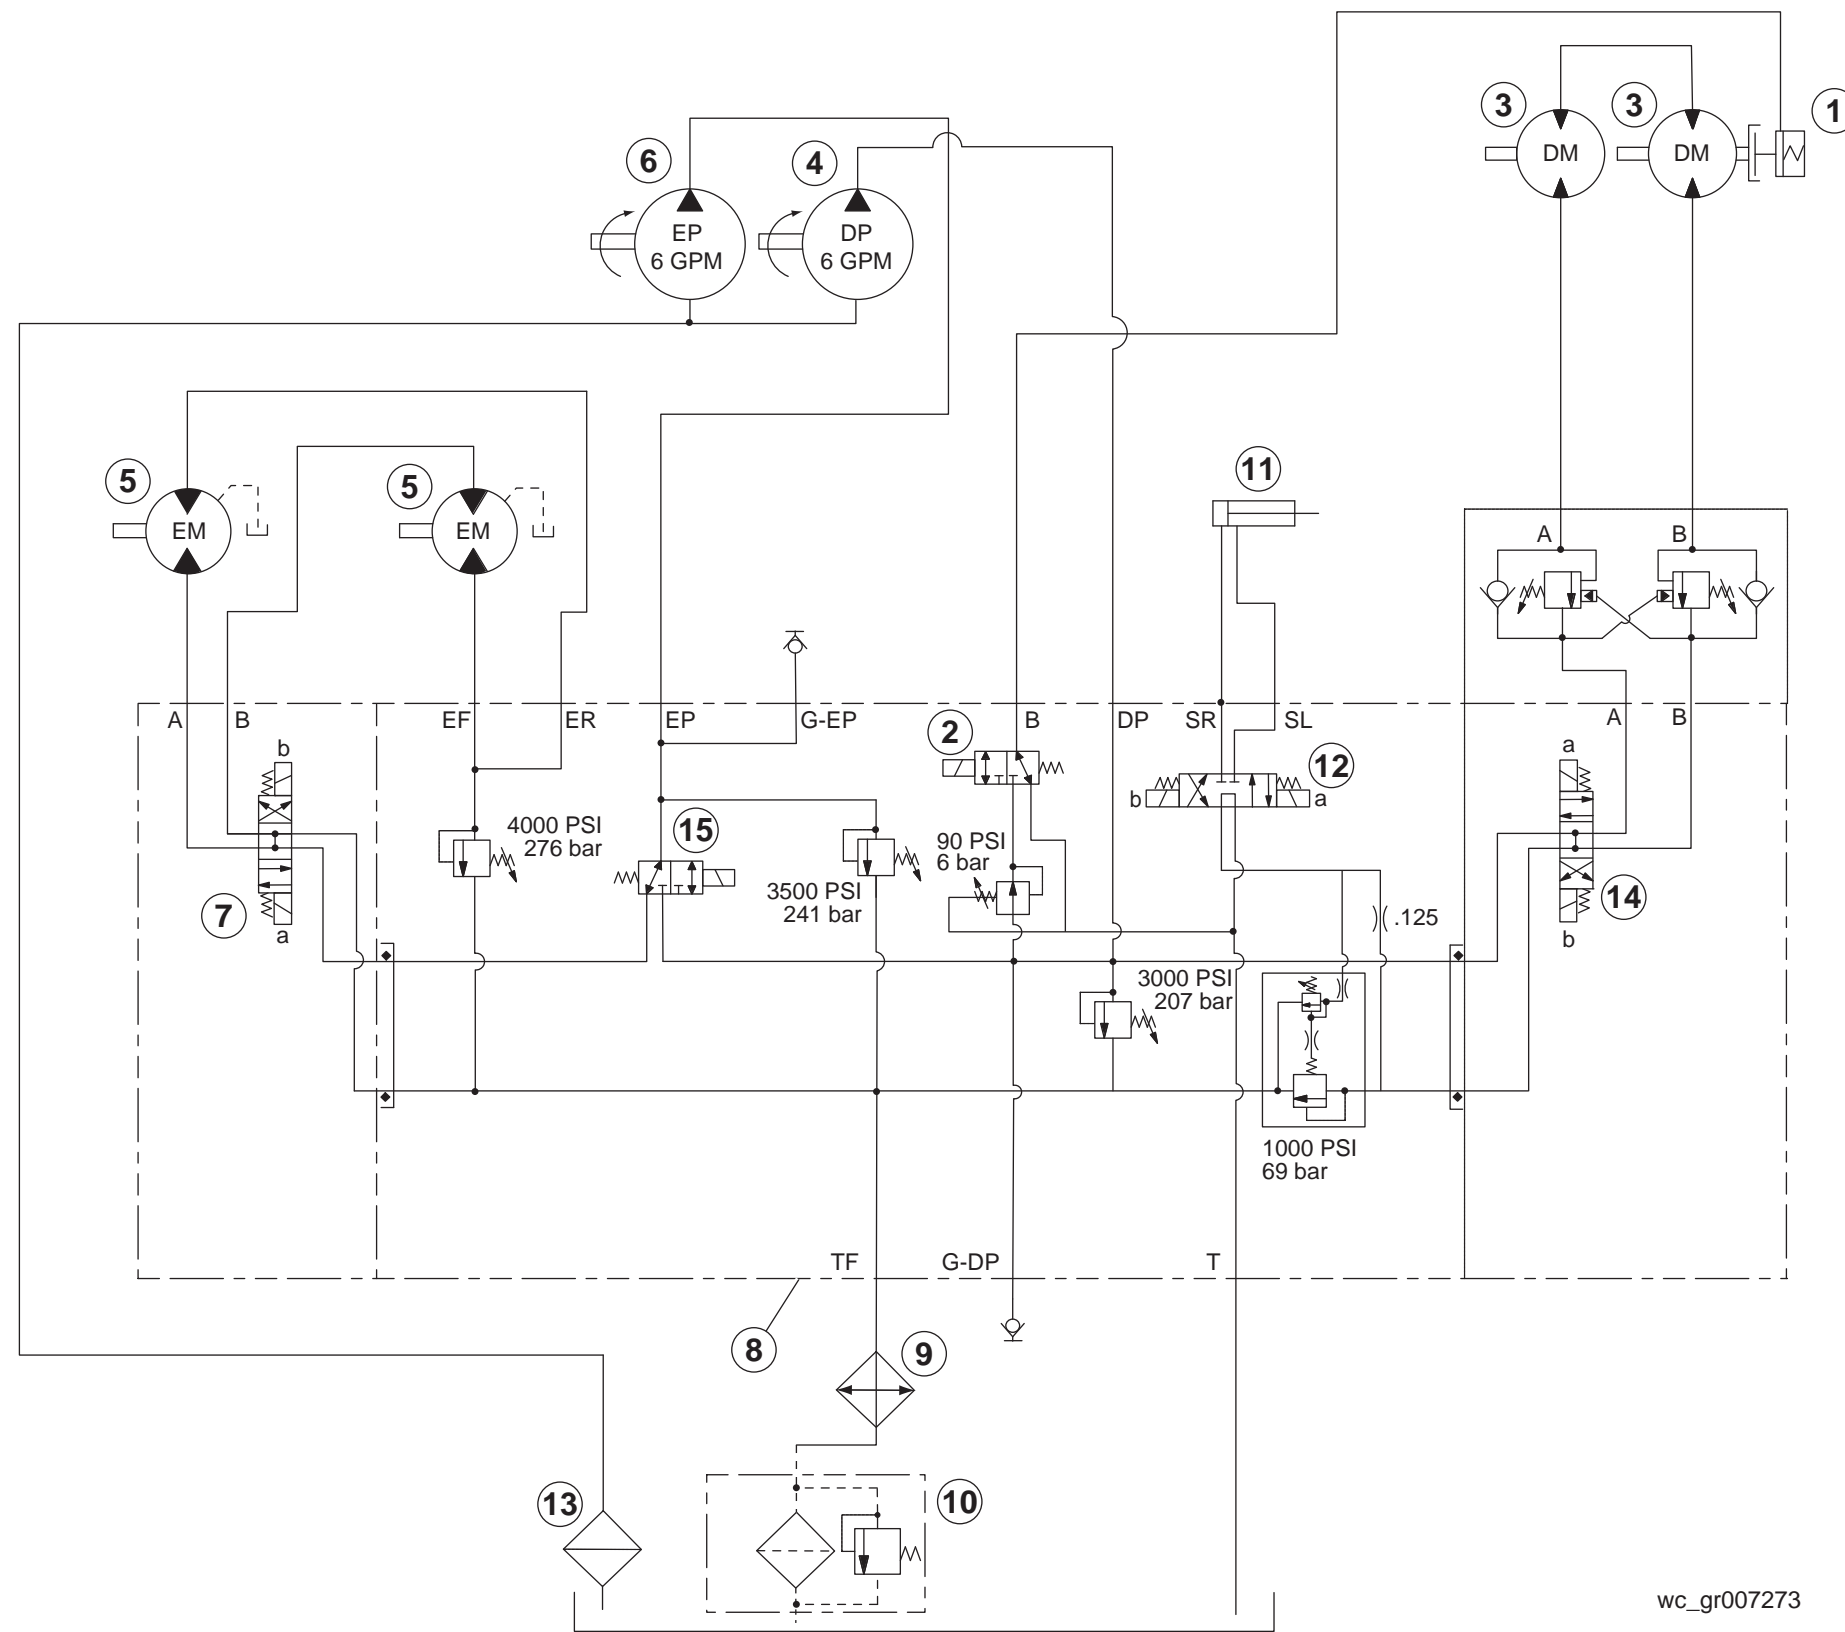 1
3
3
DM
DM
6
4
EP
6 GPM
DP
6 GPM
5
5
EM
EM
11
A
B
A
B
EF
ER
EP
G-EP
B
DP
SR
SL
A
B
2
12
b
b
a
a
15
4000 PSI
276 bar
3500 PSI
241 bar
90 PSI
6 bar
7
a
.125
14
b
3000 PSI
207 bar
1000 PSI
69 bar
TF
G-DP
T
8
9
13
10
wc_gr007273